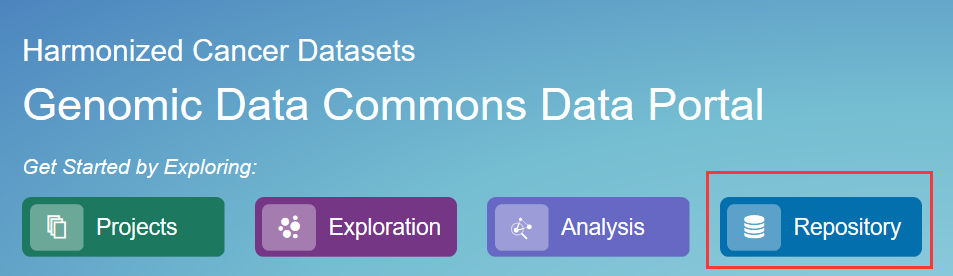 Harmonized Cancer Datasets
Genomic Data Commons Data Portal
Get Started by Exploring:
Projects Exploration Analysis Repository